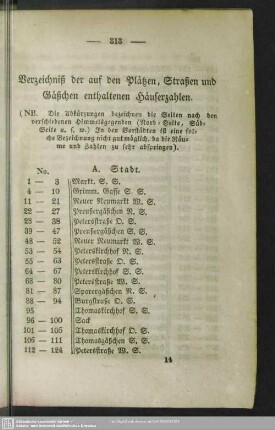 — 313 —
Verzeichniß der auf den Plätzen, Straßen und
Gäßchen enthaltenen Häuserzahlen.
(NB. Die Abkürzungen bezeichnen die Seiten nach den
verschiedenen Himmelsgegenden (Nord-Seite, Süd-
Seite u. s. w.) In den Vorstädten ist eine sol-
che Bezeichnung nicht gut möglich, da die Räu-
me und Zahlen zu sehr abspringen).
No. A. Stadt.
1 — 3 Markt. S. S.
4 — 10 Grimm. Gasse S. S.
11 — 21 Neuer Neumarkt W. S.
22 — 27 Preußergäßchen N. S.
23 — 38 Petersstraße O. S.
39 — 47 Preußergäßchen S. S.
48 — 52 Neuer Neumarkt W. S.
53 — 54 Peterskirchhof N. S.
55 — 63 Petersstraße O. S.
64 — 67 Peterskirchhof S. S.
68 — 80 Petersstraße W. S.
81 — 87 Sporergäßchen N. S.
88 — 94 Burgstraße O. S.
95 Thomaskirchhof S. S.
96 — 100 Sack
101 — 105 Thomaskirchhof O. S.
106 — 111 Thomasgäßchen S. S.
112 — 124 Petersstraße W. S.
14